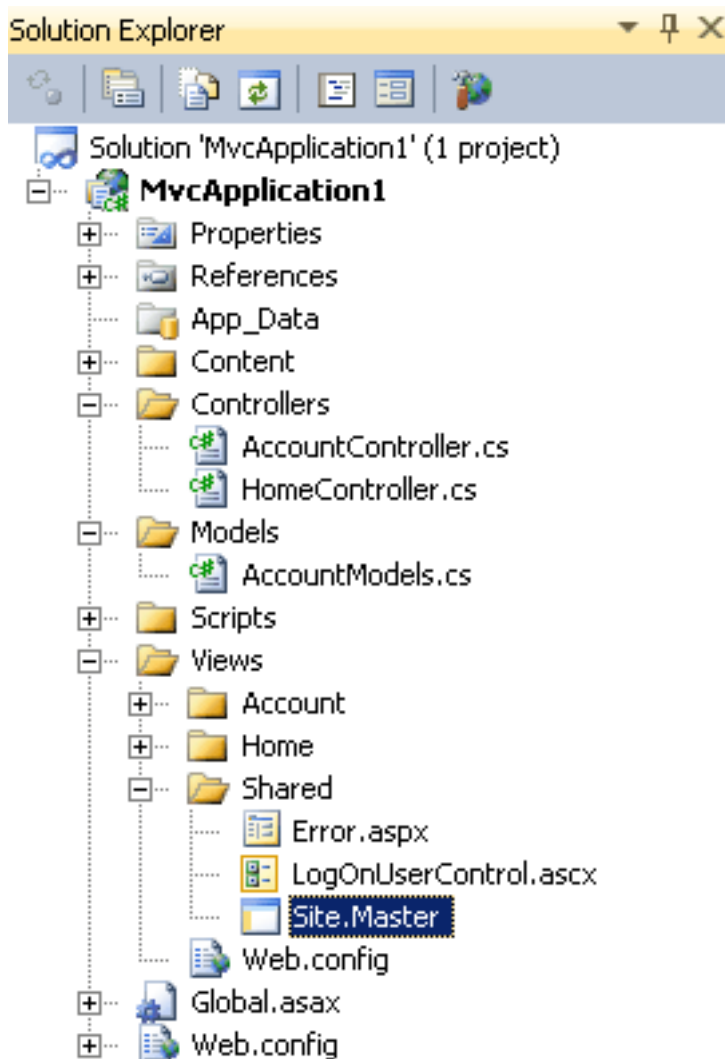 Solution Explorer
Solution 'MvcApplication1' (1 project)
MvcApplication1
Properties
References
App_Data
Content
Controllers
AccountController.cs
HomeController.cs
Models
AccountModels.cs
Scripts
Views
Account
Home
Shared
Error.aspx
LogOnUserControl.ascx
Site.Master
Web.config
Global.asax
Web.config